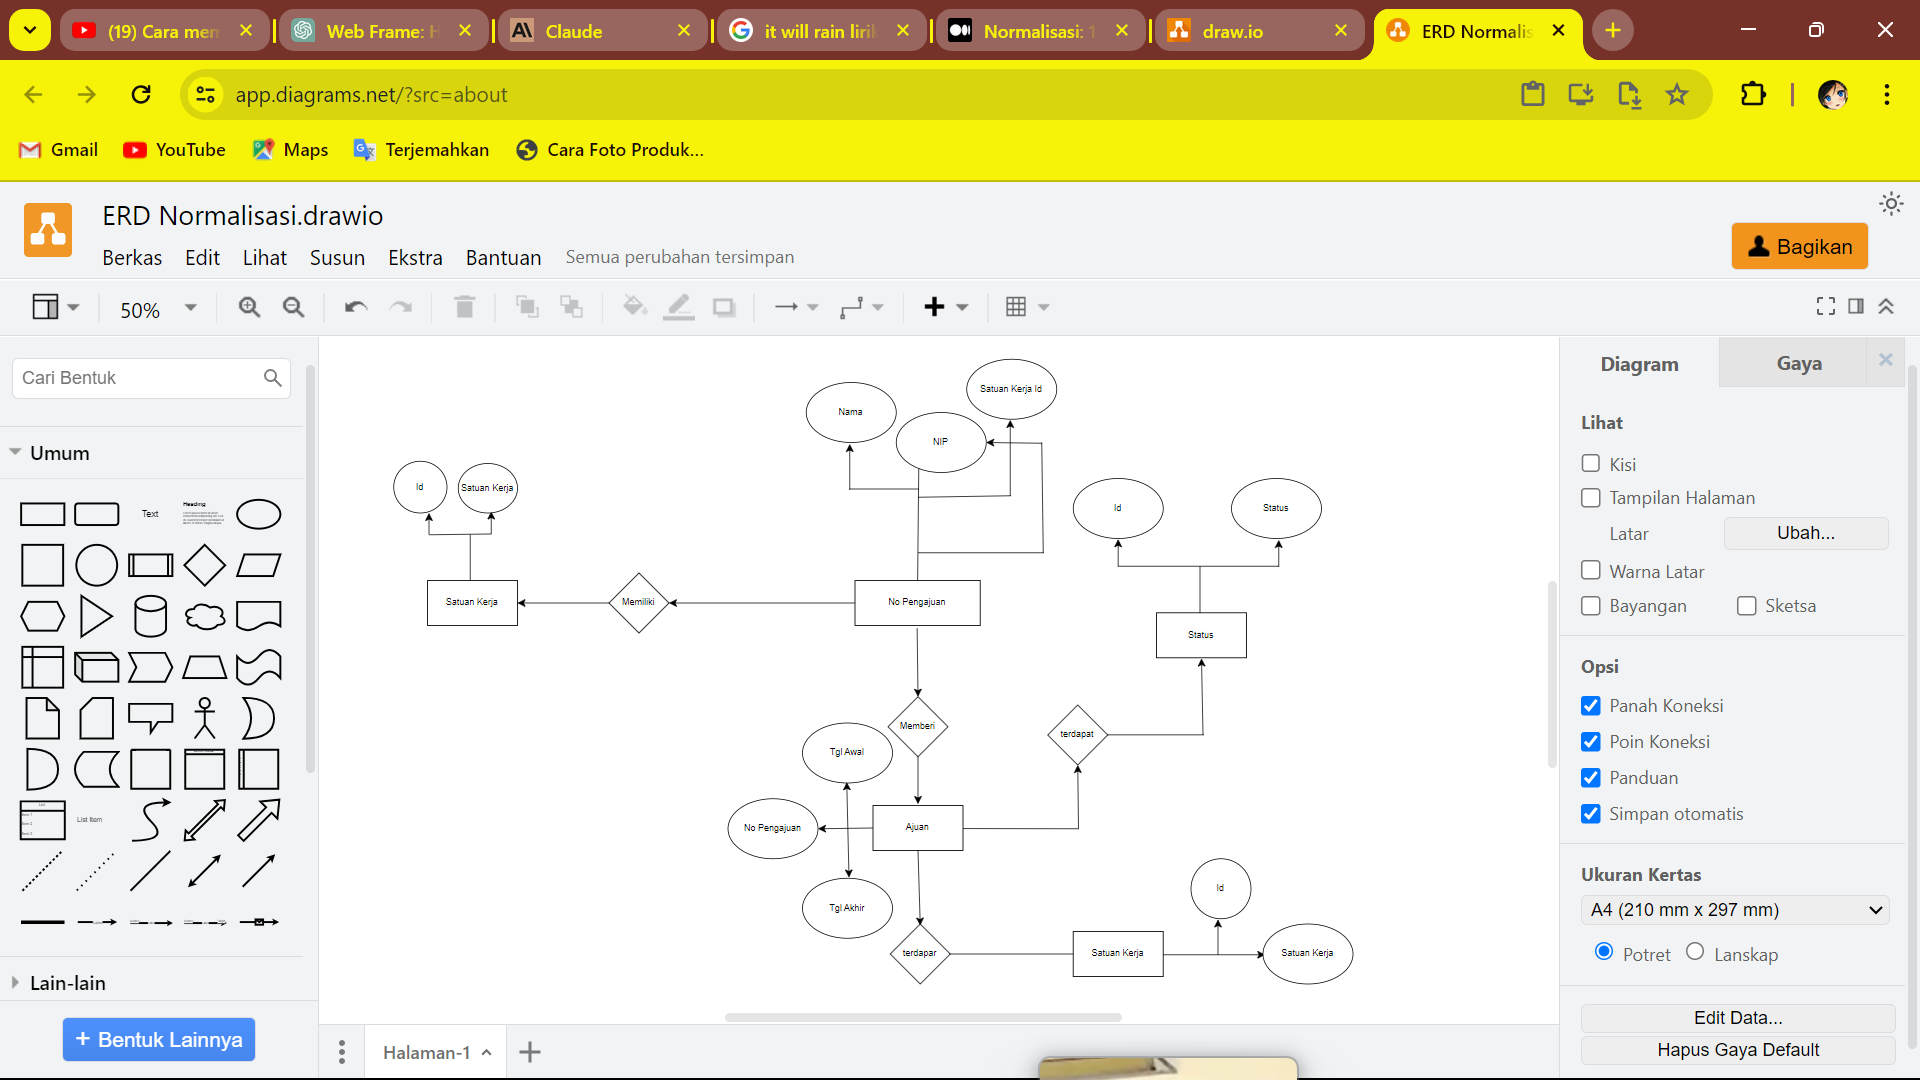 (19) Cara mem
Web Frame: H
Claude
it will rain lirik
Normalisasi: 1
draw.io
ERD Normalis
app.diagrams.net/?src=about
Gmail
YouTube
Maps
Terjemahkan
Cara Foto Produk...
ERD Normalisasi.drawio
Berkas Edit Lihat Susun Ekstra Bantuan Semua perubahan tersimpan
Bagikan
50%
Cari Bentuk
Umum
Text
Heading
List Item
Lain-lain
+ Bentuk Lainnya
Satuan Kerja Id
Nama
NIP
Id
Satuan Kerja
Id
Status
Satuan Kerja
Memiliki
No Pengajuan
Status
Memberi
terdapat
Tgl Awal
No Pengajuan
Ajuan
Tgl Akhir
Id
terdapar
Satuan Kerja
Satuan Kerja
Halaman-1
Diagram
Gaya
Lihat
Kisi
Tampilan Halaman
Latar
Ubah...
Warna Latar
Bayangan
Sketsa
Opsi
Panah Koneksi
Poin Koneksi
Panduan
Simpan otomatis
Ukuran Kertas
A4 (210 mm x 297 mm)
Potret
Lanskap
Edit Data...
Hapus Gaya Default